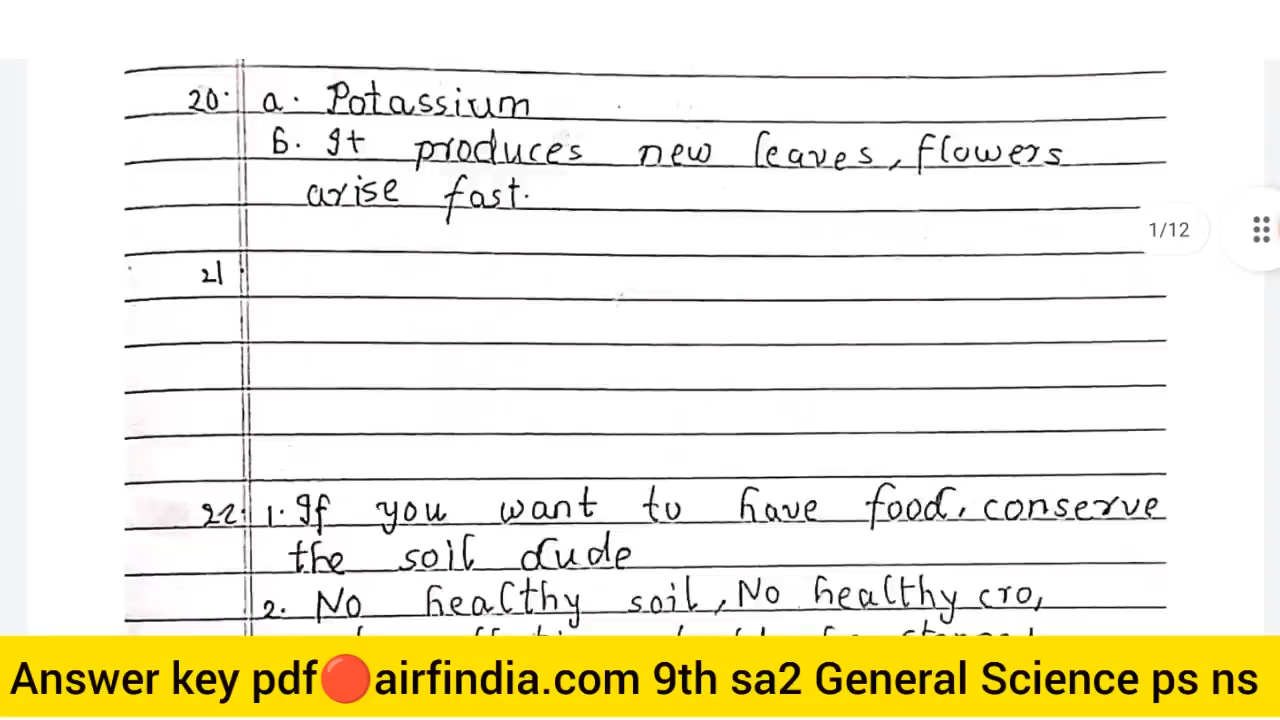 20. a. Potassium
b. It produces new leaves, flowers
arise fast.
1/12
21
22. 1. If you want to have food, conserve
the soil dude
2. No healthy soil, No healthy cro,
Answer key pdf🔴airfindia.com 9th sa2 General Science ps ns